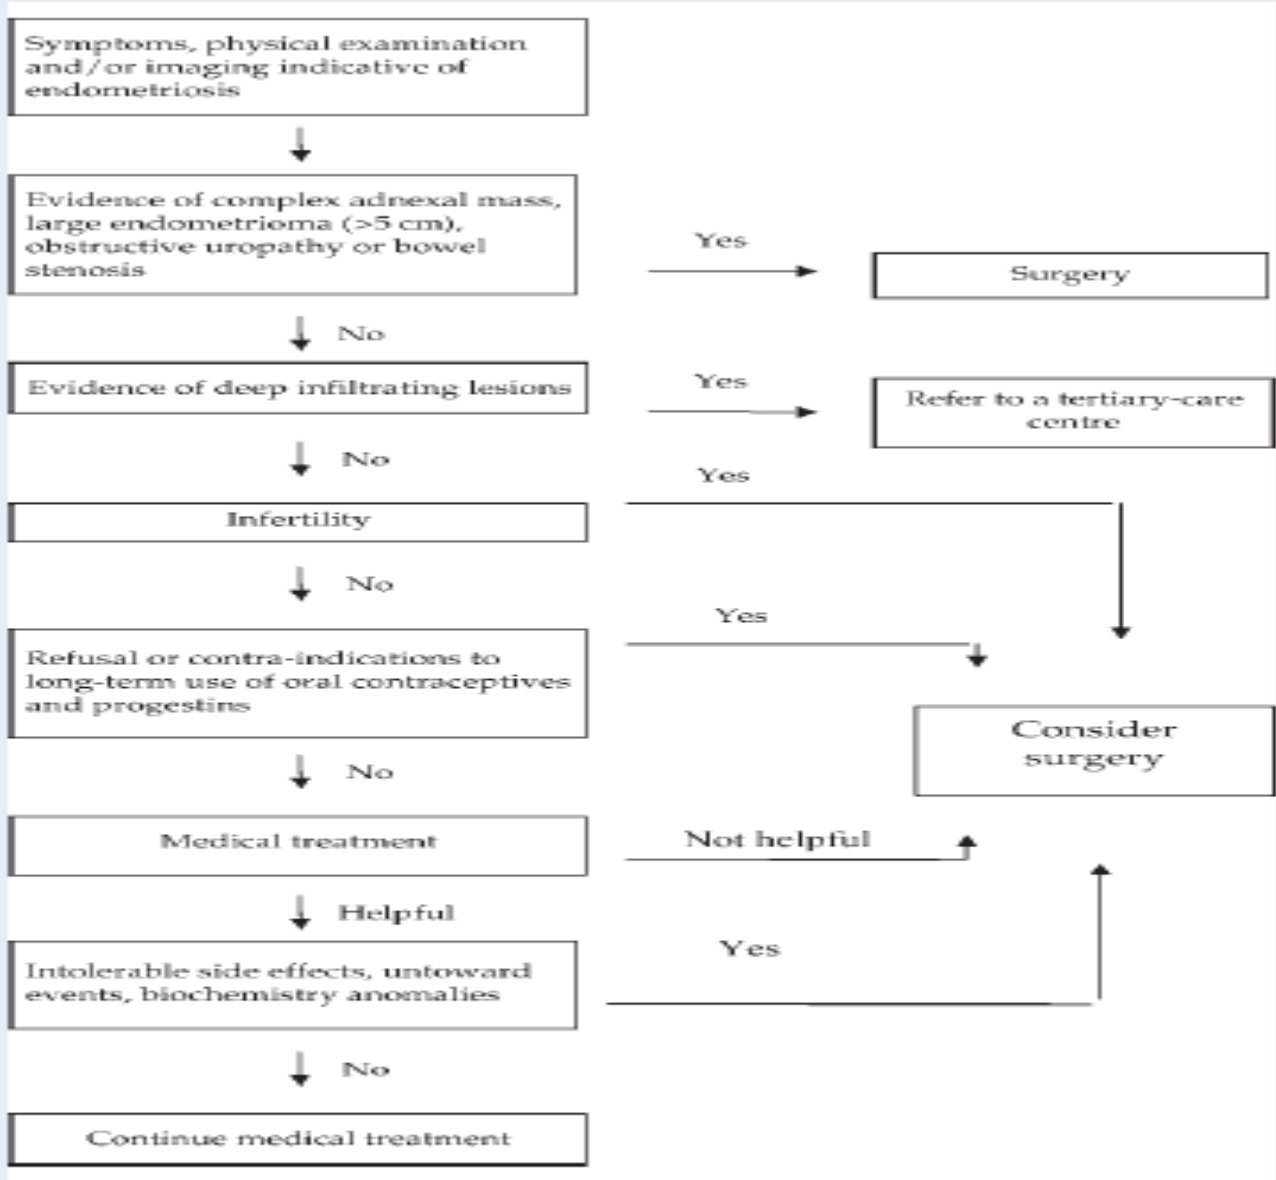 Symptoms, physical examination
and/or imaging indicative of
endometriosis
Evidence of complex adnexal mass,
large endometrioma (>5 cm),
obstructive uropathy or bowel
stenosis
Yes
Surgery
No
Evidence of deep infiltrating lesions
Yes
Refer to a tertiary-care
centre
No
Yes
Infertility
No
Yes
Refusal or contra-indications to
long-term use of oral contraceptives
and progestins
Consider
surgery
No
Medical treatment
Not helpful
Helpful
Yes
Intolerable side effects, untoward
events, biochemistry anomalies
No
Continue medical treatment